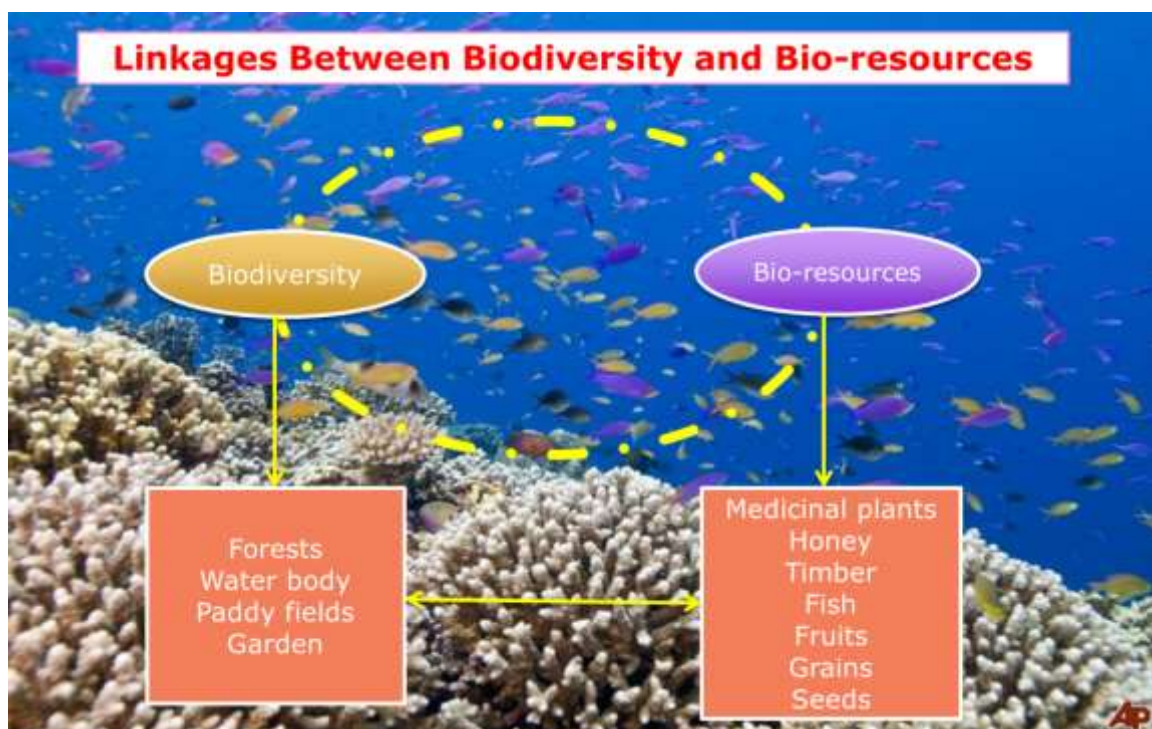 Linkages Between Biodiversity and Bio-resources
Biodiversity
Bio-resources
Forests
Water body
Paddy fields
Garden
Medicinal plants
Honey
Timber
Fish
Fruits
Grains
Seeds
AP